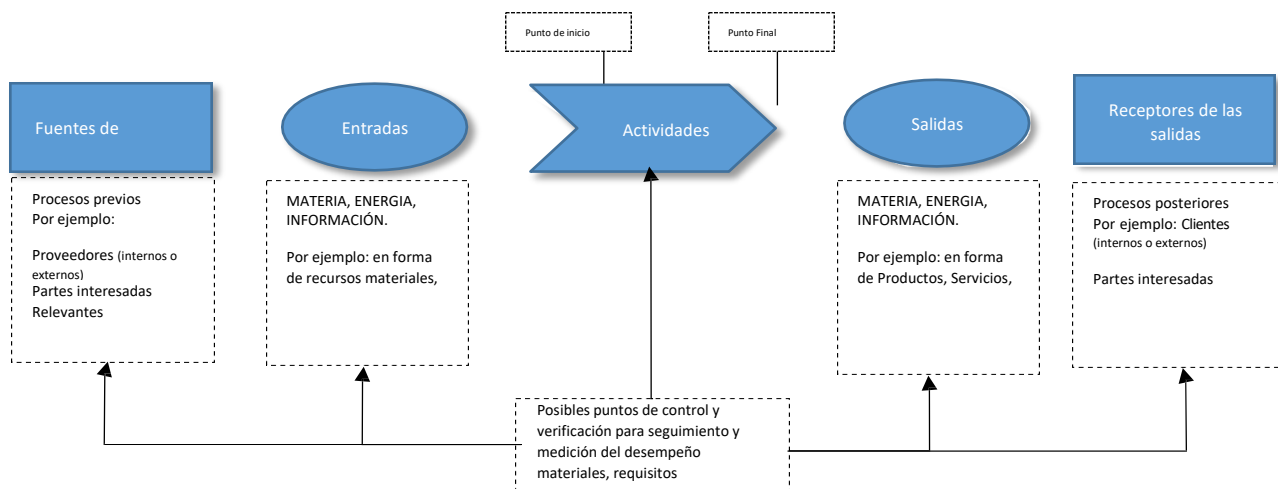 Punto de inicio
Punto Final
Fuentes de
Entradas
Actividades
Salidas
Receptores de las
salidas
Procesos previos
Por ejemplo:
Proveedores (internos o
externos)
Partes interesadas
Relevantes
MATERIA, ENERGIA,
INFORMACIÓN.
Por ejemplo: en forma
de recursos materiales,
MATERIA, ENERGIA,
INFORMACIÓN.
Por ejemplo: en forma
de Productos, Servicios,
Procesos posteriores
Por ejemplo: Clientes
(internos o externos)
Partes interesadas
Posibles puntos de control y
verificación para seguimiento y
medición del desempeño
materiales, requisitos